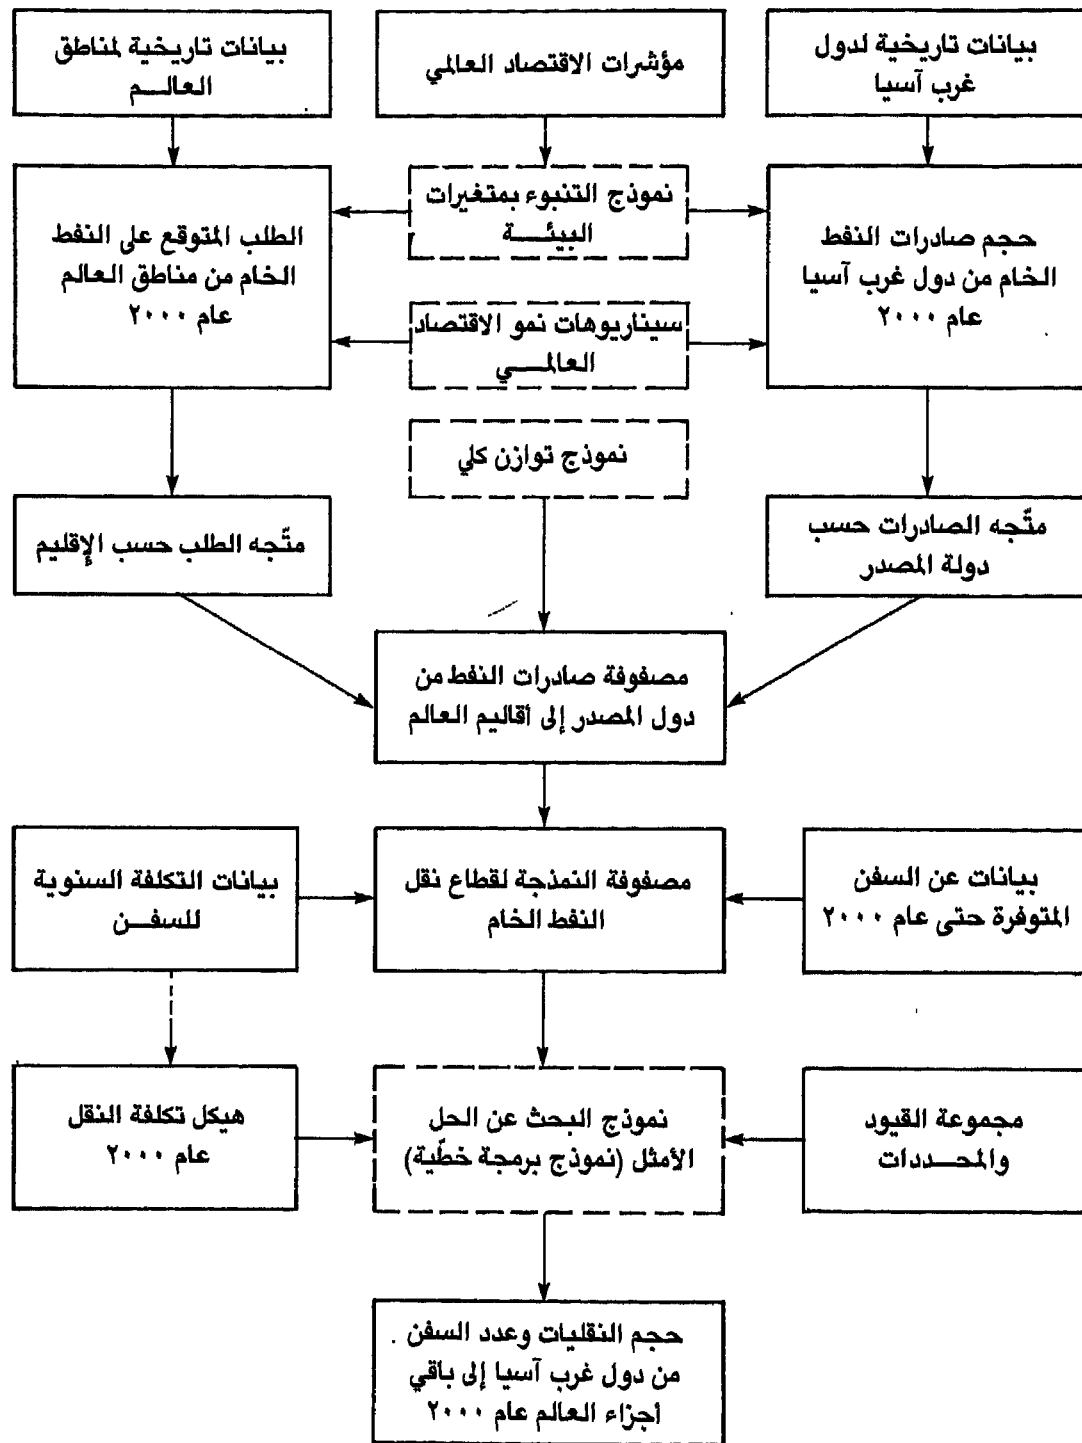 بيانات تاريخية لدول
غرب آسيا
مؤشرات الاقتصاد العالمي
بيانات تاريخية لمناطق
العالــم
حجم صادرات النفط
الخام من دول غرب آسيا
عام ٢٠٠٠
نموذج التنبوء بمتغيرات
البيئــة
الطلب المتوقع على النفط
الخام من مناطق العالم
عام ٢٠٠٠
سيناريوهات نمو الاقتصاد
العالمــي
نموذج توازن كلي
متّجه الصادرات حسب
دولة المصدر
متّجه الطلب حسب الإقليم
مصفوفة صادرات النفط من
دول المصدر إلى أقاليم العالم
بيانات عن السفن
المتوفرة حتى عام ٢٠٠٠
مصفوفة النمذجة لقطاع نقل
النفط الخام
بيانات التكلفة السنوية
للسفــن
مجموعة القيود
والمحــددات
نموذج البحث عن الحل
الأمثل (نموذج برمجة خطّية)
هيكل تكلفة النقل
عام ٢٠٠٠
حجم النقليات وعدد السفن
من دول غرب آسيا إلى باقي
أجزاء العالم عام ٢٠٠٠